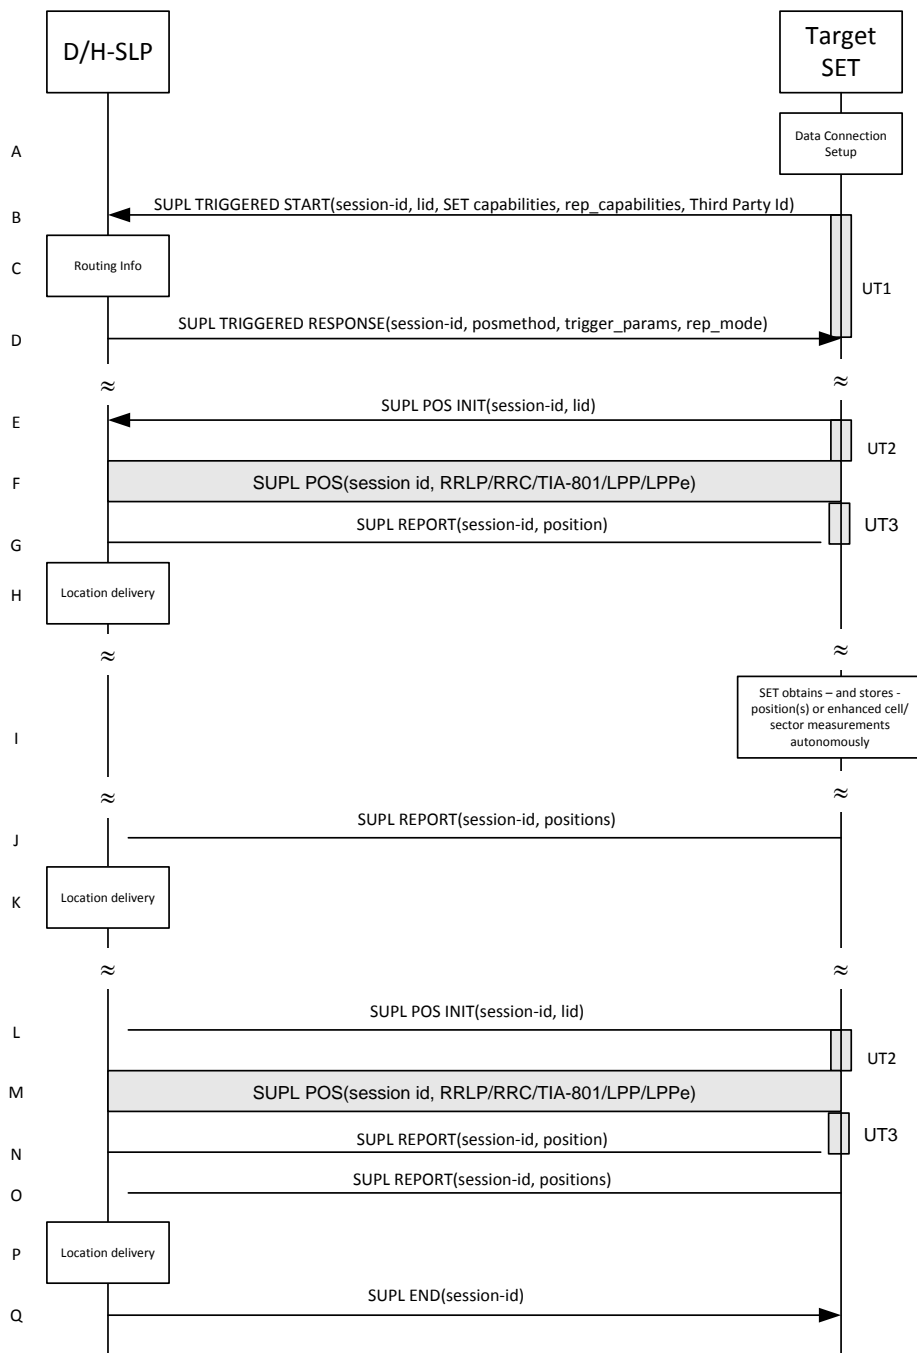 D/H-SLP
Target
SET
A
Data Connection
Setup
B
SUPL TRIGGERED START(session-id, lid, SET capabilities, rep_capabilities, Third Party Id)
C
Routing Info
UT1
D
SUPL TRIGGERED RESPONSE(session-id, posmethod, trigger_params, rep_mode)
≈
≈
E
SUPL POS INIT(session-id, lid)
UT2
F
SUPL POS(session id, RRLP/RRC/TIA-801/LPP/LPPe)
G
SUPL REPORT(session-id, position)
UT3
H
Location delivery
≈
≈
I
SET obtains – and stores -
position(s) or enhanced cell/
sector measurements
autonomously
≈
≈
J
SUPL REPORT(session-id, positions)
K
Location delivery
≈
≈
L
SUPL POS INIT(session-id, lid)
UT2
M
SUPL POS(session id, RRLP/RRC/TIA-801/LPP/LPPe)
N
SUPL REPORT(session-id, position)
UT3
O
SUPL REPORT(session-id, positions)
P
Location delivery
Q
SUPL END(session-id)